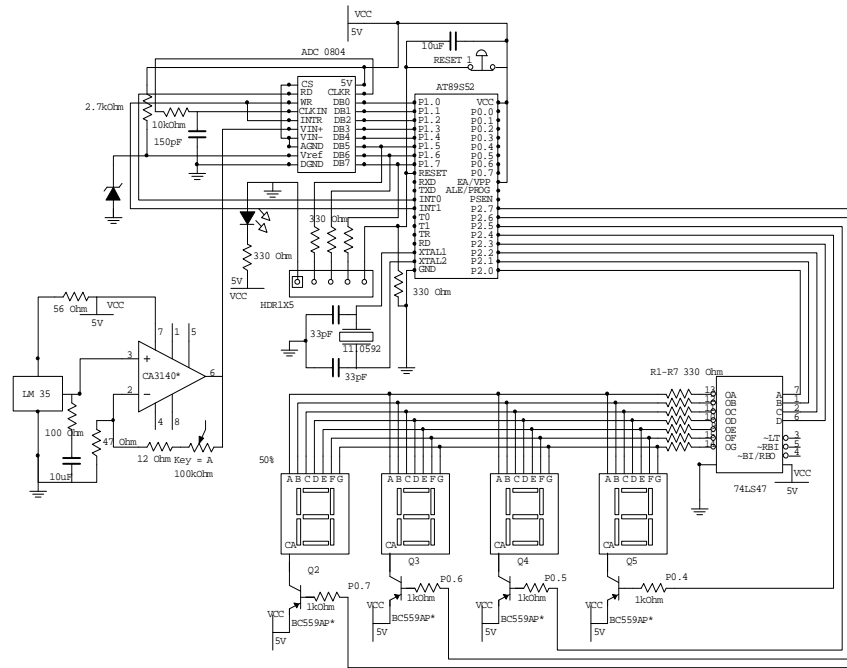 VCC
5V
10uF
RESET 1
ADC 0804
AT89S52
CS
RD
WR
CLKIN
INTR
VIN+
VIN-
AGND
Vref
DGND
5V
CLKR
DB0
DB1
DB2
DB3
DB4
DB5
DB6
DB7
P1.0
P1.1
P1.2
P1.3
P1.4
P1.5
P1.6
P1.7
RESET
RXD
TXD
INT0
INT1
T0
T1
TR
RD
XTAL1
XTAL2
GND
VCC
P0.0
P0.1
P0.2
P0.3
P0.4
P0.5
P0.6
P0.7
EA/VPP
ALE/PROG
PSEN
P2.7
P2.6
P2.5
P2.4
P2.3
P2.2
P2.1
P2.0
2.7kOhm
10kOhm
150pF
330 Ohm
330 Ohm
5V
VCC
HDR1X5
330 Ohm
33pF
11.0592
33pF
56 Ohm
VCC
5V
7
1
5
3
2
6
4
8
CA3140*
LM 35
100 Ohm
47 Ohm
10uF
12 Ohm
Key = A
100kOhm
50%
R1-R7 330 Ohm
13
OA
OB
OC
OD
OE
OF
OG
A
B
C
D
7
1
2
6
~LT
~RBI
~BI/RBO
3
5
4
VCC
5V
74LS47
A B C D E F G
A B C D E F G
A B C D E F G
A B C D E F G
CA
CA
CA
CA
Q2
Q3
Q4
Q5
P0.7
P0.6
P0.5
P0.4
1kOhm
1kOhm
1kOhm
1kOhm
VCC
5V
BC559AP*
VCC
5V
BC559AP*
VCC
5V
BC559AP*
VCC
5V
BC559AP*